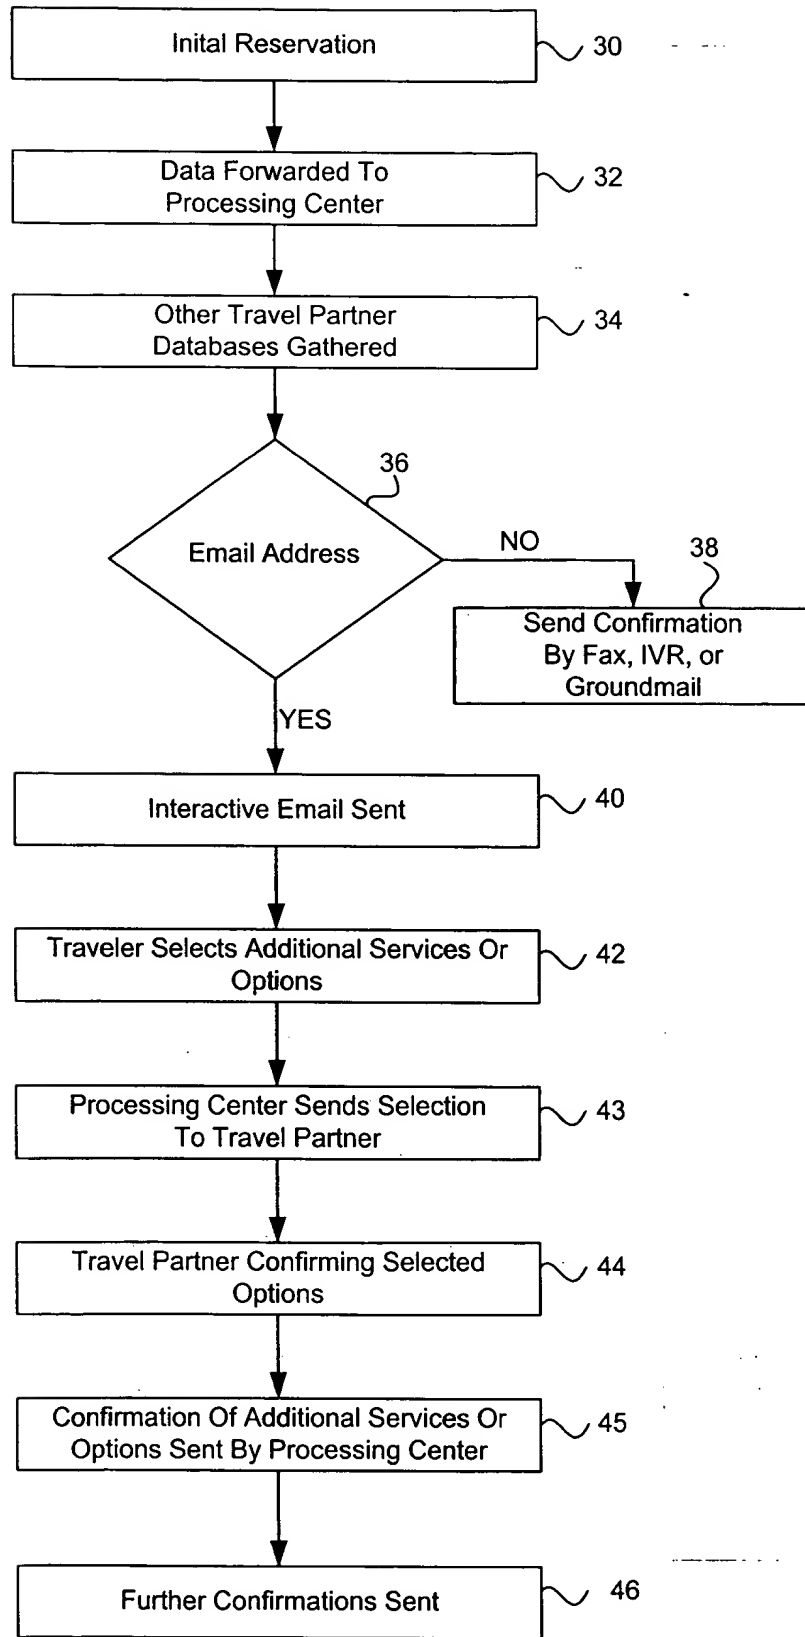 Inital Reservation
30
Data Forwarded To
Processing Center
32
Other Travel Partner
Databases Gathered
34
36
Email Address
NO
38
Send Confirmation
By Fax, IVR, or
Groundmail
YES
Interactive Email Sent
40
Traveler Selects Additional Services Or
Options
42
Processing Center Sends Selection
To Travel Partner
43
Travel Partner Confirming Selected
Options
44
Confirmation Of Additional Services Or
Options Sent By Processing Center
45
Further Confirmations Sent
46